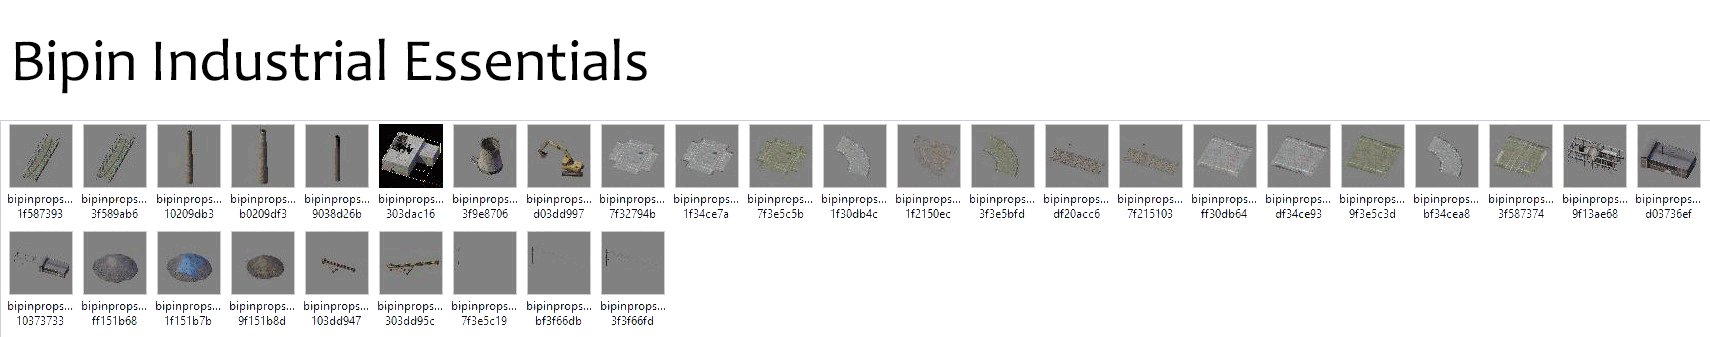 Bipin Industrial Essentials
bipinprops... bipinprops... bipinprops... bipinprops... bipinprops... bipinprops... bipinprops... bipinprops... bipinprops... bipinprops... bipinprops... bipinprops... bipinprops... bipinprops... bipinprops... bipinprops... bipinprops... bipinprops... bipinprops... bipinprops... bipinprops... bipinprops... bipinprops...
1f587393 3f589ab6 10209db3 b0209df3 9038d26b 303dac16 3f9e8706 d03dd997 7f32794b 1f34ce7a 7f3e5c5b 1f30db4c 1f2150ec 3f3e5bfd df20acc6 7f215103 ff30db64 df34ce93 9f3e5c3d bf34cea8 3f587374 9f13ae68 d03736ef
bipinprops... bipinprops... bipinprops... bipinprops... bipinprops... bipinprops... bipinprops... bipinprops... bipinprops...
10373733 ff151b68 1f151b7b 9f151b8d 103dd947 303dd95c 7f3e5c19 bf3f66db 3f3f66fd